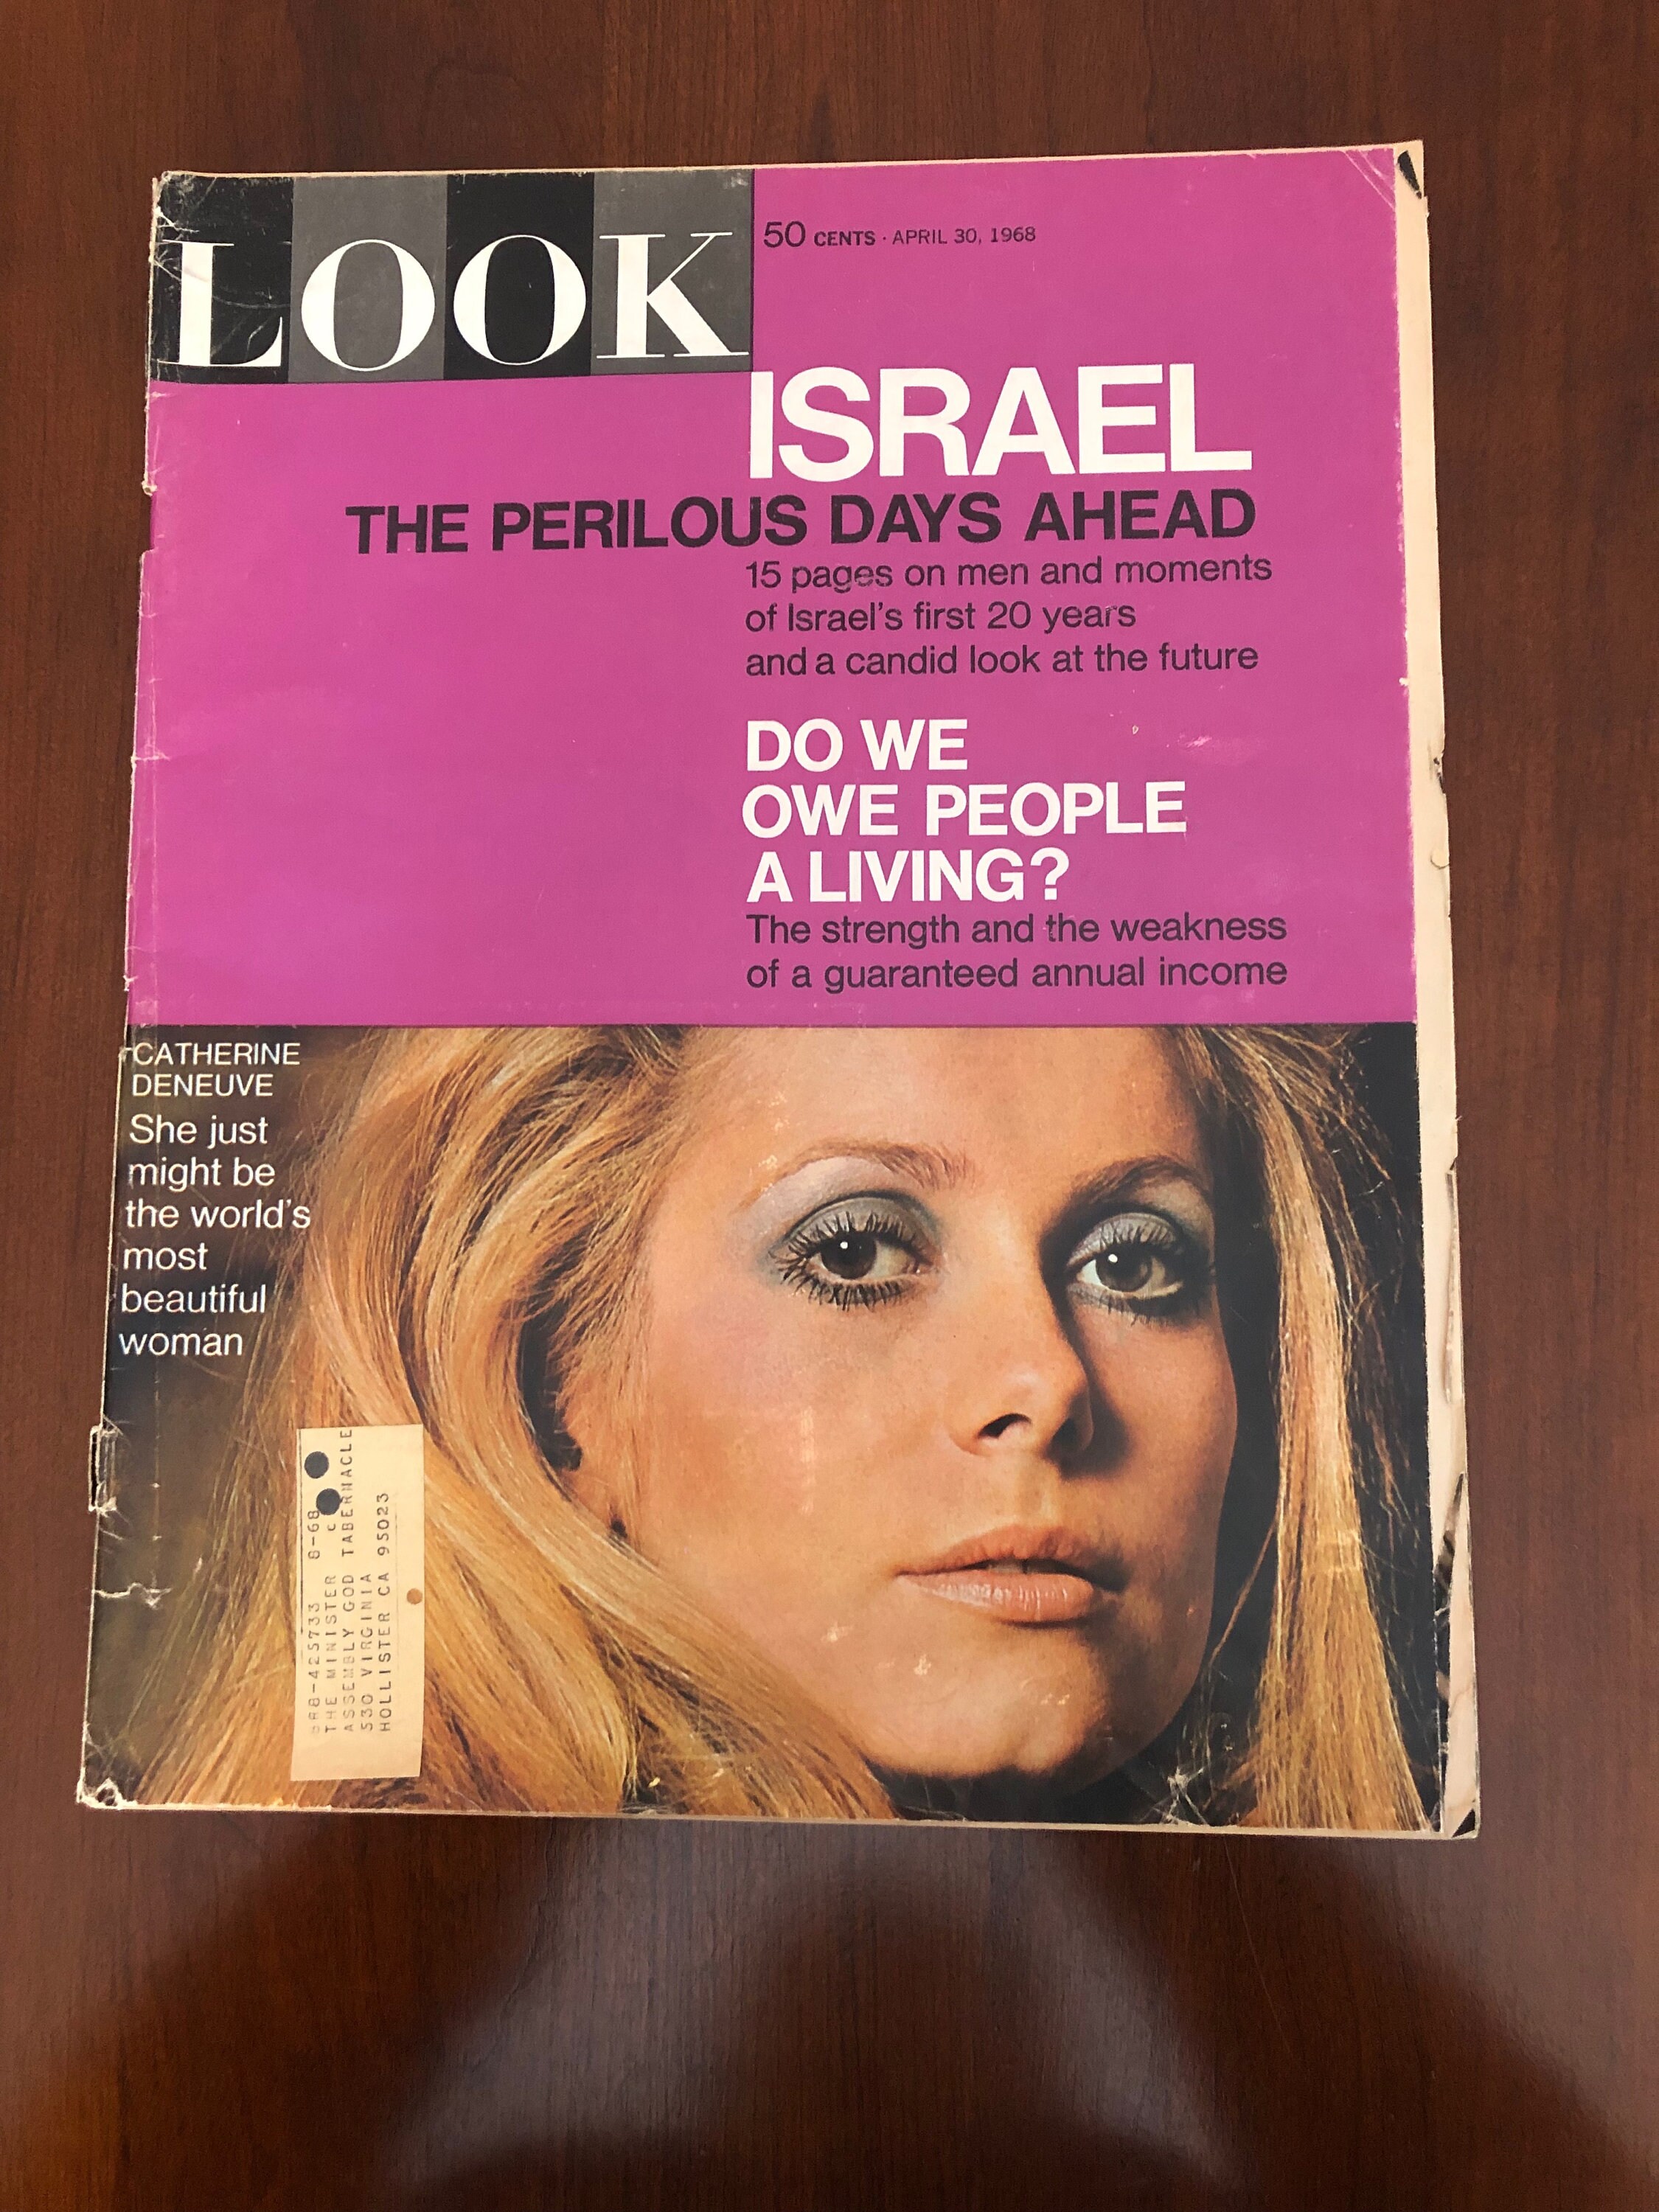 LOOK
50 CENTS · APRIL 30, 1968
ISRAEL
THE PERILOUS DAYS AHEAD
15 pages on men and moments
of Israel's first 20 years
and a candid look at the future
DO WE
OWE PEOPLE
A LIVING?
The strength and the weakness
of a guaranteed annual income
CATHERINE
DENEUVE
She just
might be
the world's
most
beautiful
woman
8-68
THE MINISTER C
ASSEMBLY GOD TABERNACLE
530 VIRGINIA
HOLLISTER CA 95023